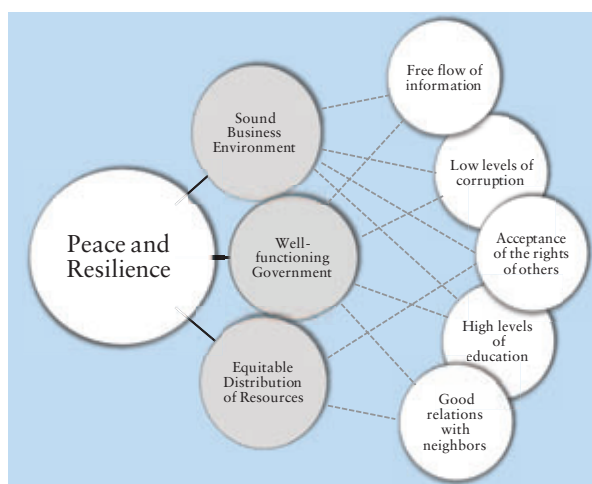 Peace and
Resilience
Sound
Business
Environment
Well-
functioning
Government
Equitable
Distribution
of Resources
Free flow of
information
Low levels of
corruption
Acceptance
of the rights
of others
High levels
of
education
Good
relations
with
neighbors